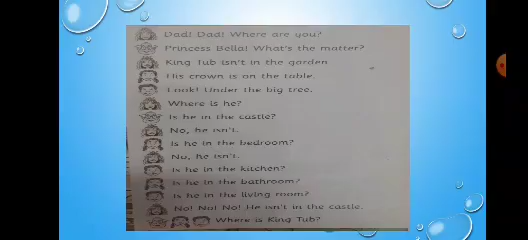 Dad! Dad! Where are you?
Princess Bella! What's the matter?
King Tub isn't in the garden.
His crown is on the table.
Look! Under the big tree.
Where is he?
Is he in the castle?
No, he isn't.
Is he in the bedroom?
No, he isn't.
Is he in the kitchen?
Is he in the bathroom?
Is he in the living room?
No! No! No! He isn't in the castle.
Where is King Tub?